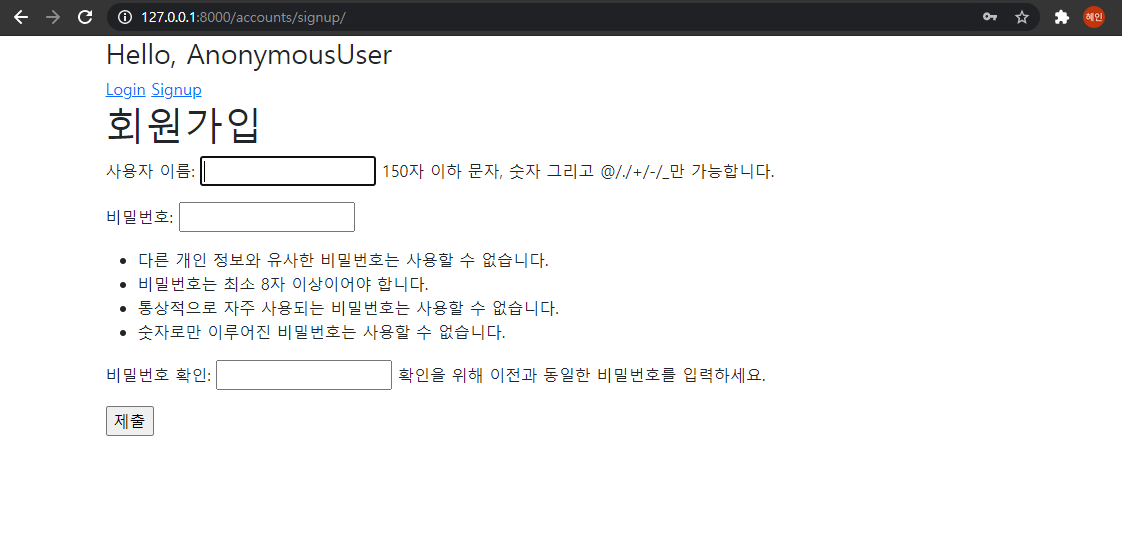 127.0.0.1:8000/accounts/signup/
혜인
Hello, AnonymousUser
Login Signup
회원가입
사용자 이름: 150자 이하 문자, 숫자 그리고 @/./+/-/_만 가능합니다.
비밀번호:
다른 개인 정보와 유사한 비밀번호는 사용할 수 없습니다.
비밀번호는 최소 8자 이상이어야 합니다.
통상적으로 자주 사용되는 비밀번호는 사용할 수 없습니다.
숫자로만 이루어진 비밀번호는 사용할 수 없습니다.
비밀번호 확인: 확인을 위해 이전과 동일한 비밀번호를 입력하세요.
제출